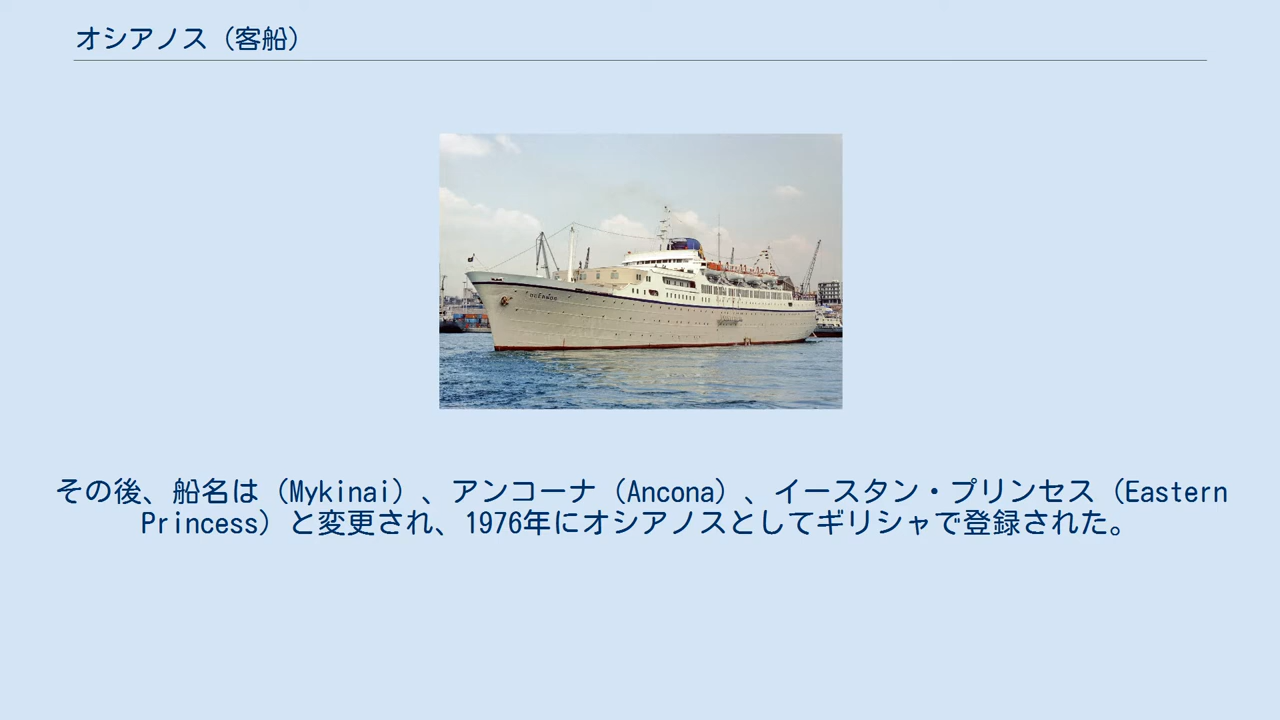 オシアノス（客船）
OCEANOS
その後、船名は（Mykinai）、アンコーナ（Ancona）、イースタン・プリンセス（Eastern
Princess）と変更され、1976年にオシアノスとしてギリシャで登録された。